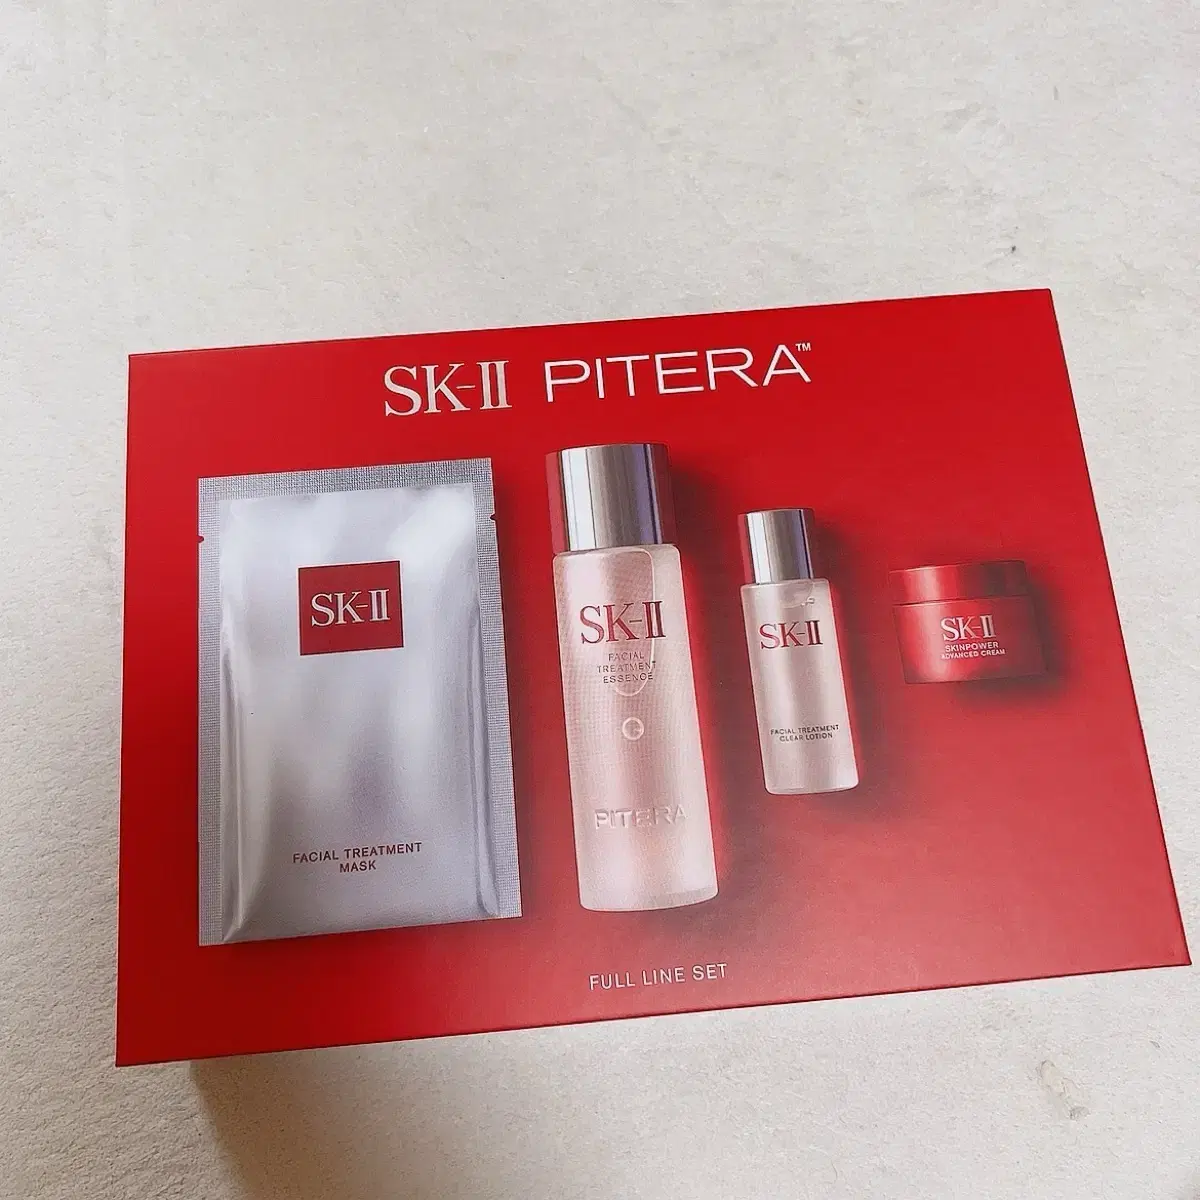 SK-II PITERA™
SK-II
FACIAL TREATMENT
MASK
SK-II
FACIAL
TREATMENT
ESSENCE
PITERA
SK-II
FACIAL TREATMENT
CLEAR LOTION
SK-II
SKINPOWER
ADVANCED CREAM
FULL LINE SET